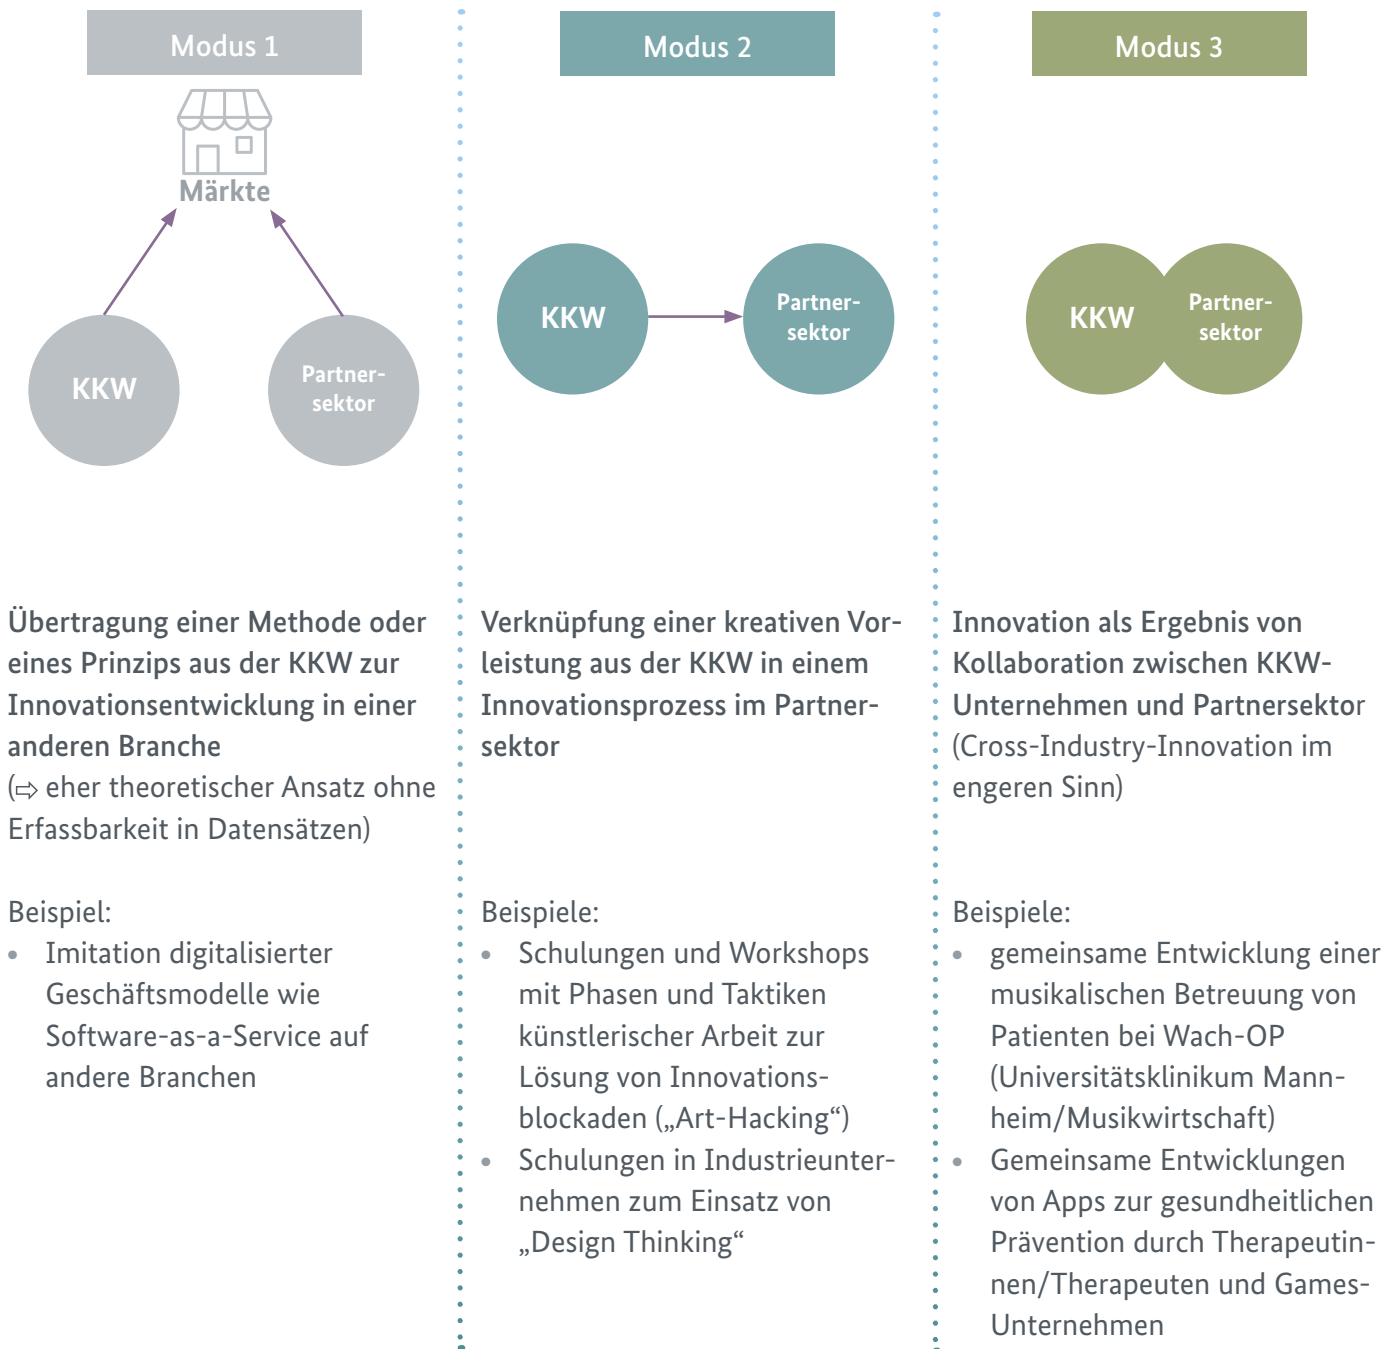 Modus 1
Märkte
KKW
Partner-
sektor
Übertragung einer Methode oder
eines Prinzips aus der KKW zur
Innovationsentwicklung in einer
anderen Branche
(⇨ eher theoretischer Ansatz ohne
Erfassbarkeit in Datensätzen)
Beispiel:
• Imitation digitalisierter
Geschäftsmodelle wie
Software-as-a-Service auf
andere Branchen
Modus 2
KKW
Partner-
sektor
Verknüpfung einer kreativen Vor-
leistung aus der KKW in einem
Innovationsprozess im Partner-
sektor
Beispiele:
• Schulungen und Workshops
mit Phasen und Taktiken
künstlerischer Arbeit zur
Lösung von Innovations-
blockaden („Art-Hacking“)
• Schulungen in Industrieunter-
nehmen zum Einsatz von
„Design Thinking“
Modus 3
KKW
Partner-
sektor
Innovation als Ergebnis von
Kollaboration zwischen KKW-
Unternehmen und Partnersektor
(Cross-Industry-Innovation im
engeren Sinn)
Beispiele:
• gemeinsame Entwicklung einer
musikalischen Betreuung von
Patienten bei Wach-OP
(Universitätsklinikum Mann-
heim/Musikwirtschaft)
• Gemeinsame Entwicklungen
von Apps zur gesundheitlichen
Prävention durch Therapeutin-
nen/Therapeuten und Games-
Unternehmen